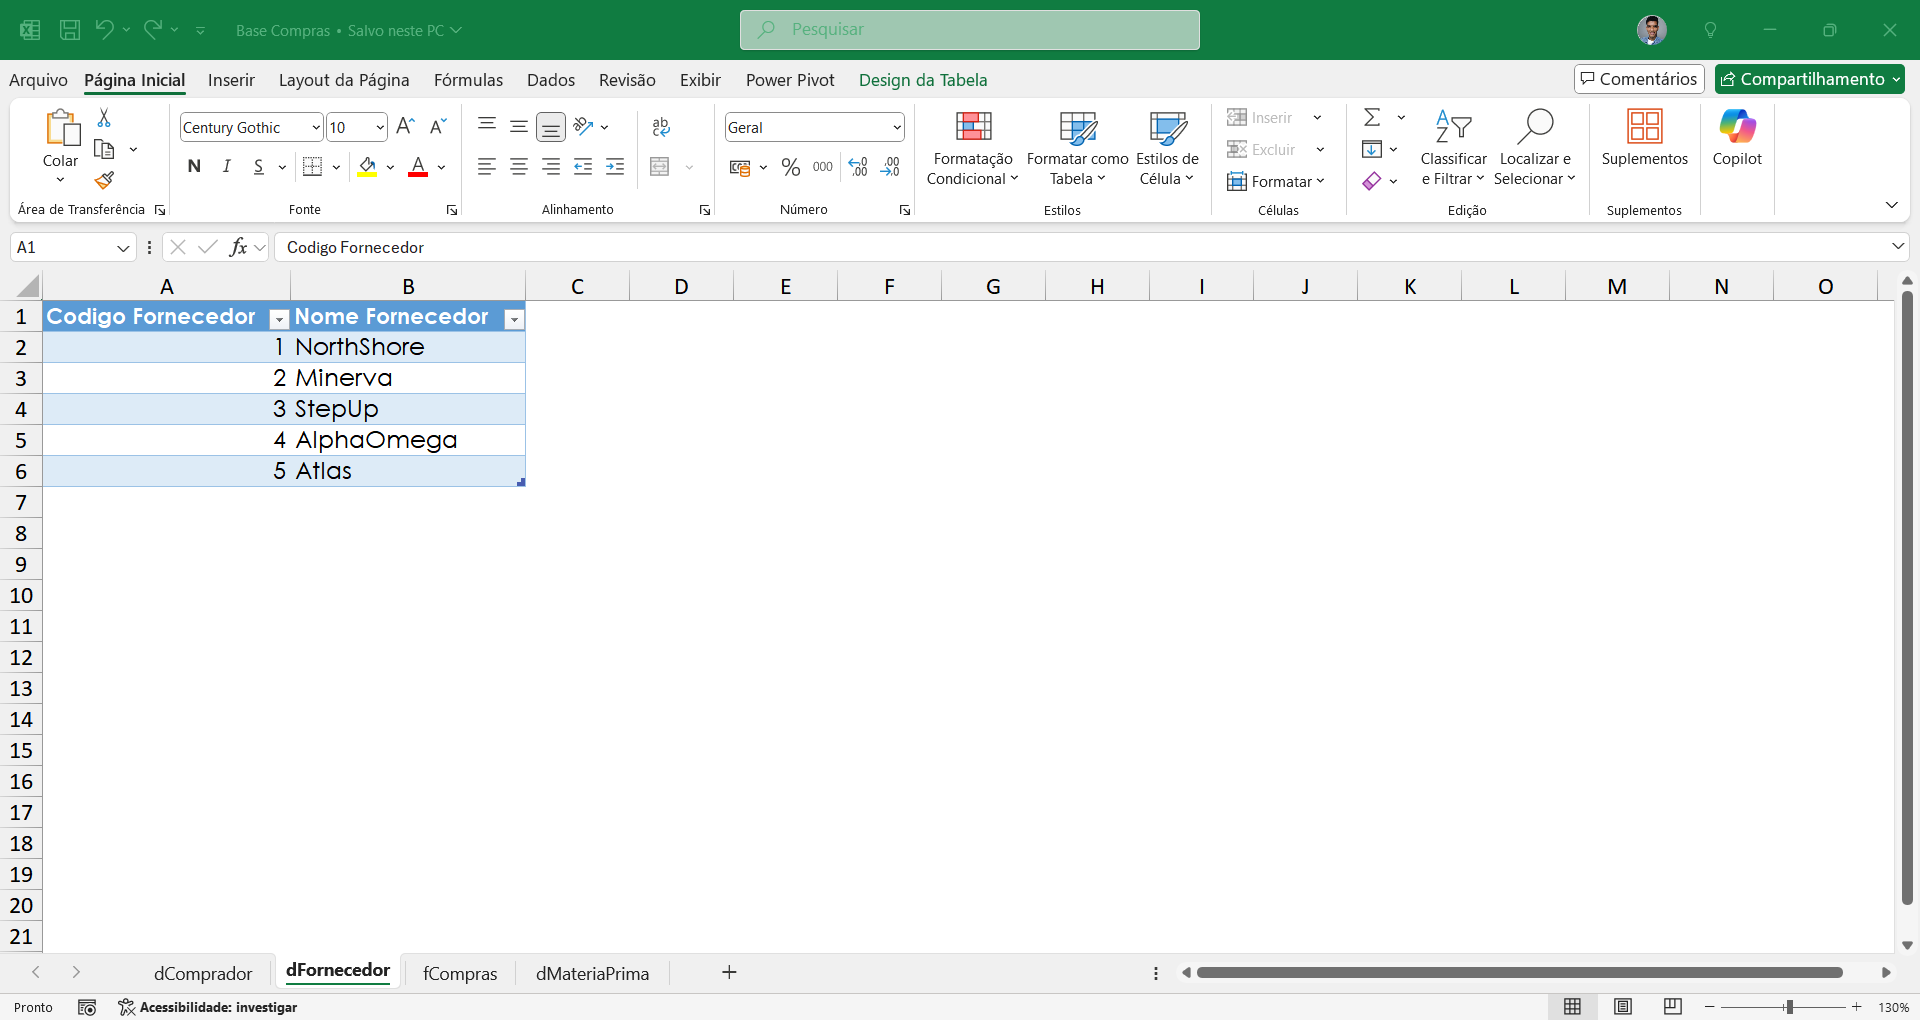 Base Compras • Salvo neste PC
Pesquisar
Arquivo Página Inicial Inserir Layout da Página Fórmulas Dados Revisão Exibir Power Pivot Design da Tabela Comentários Compartilhamento
Colar
Área de Transferência
Century Gothic 10
N I S A
Fonte
ab
Alinhamento
Geral
% 000 ,00 ,00
Número
Formatação Condicional
Formatar como Tabela
Estilos de Célula
Estilos
Inserir
Excluir
Formatar
Células
Classificar e Filtrar
Localizar e Selecionar
Edição
Suplementos
Suplementos
Copilot
A1 fx Codigo Fornecedor
A B C D E F G H I J K L M N O
1 Codigo Fornecedor Nome Fornecedor
2 1 NorthShore
3 2 Minerva
4 3 StepUp
5 4 AlphaOmega
6 5 Atlas
7
8
9
10
11
12
13
14
15
16
17
18
19
20
21
dComprador dFornecedor fCompras dMateriaPrima
Pronto Acessibilidade: investigar 130%